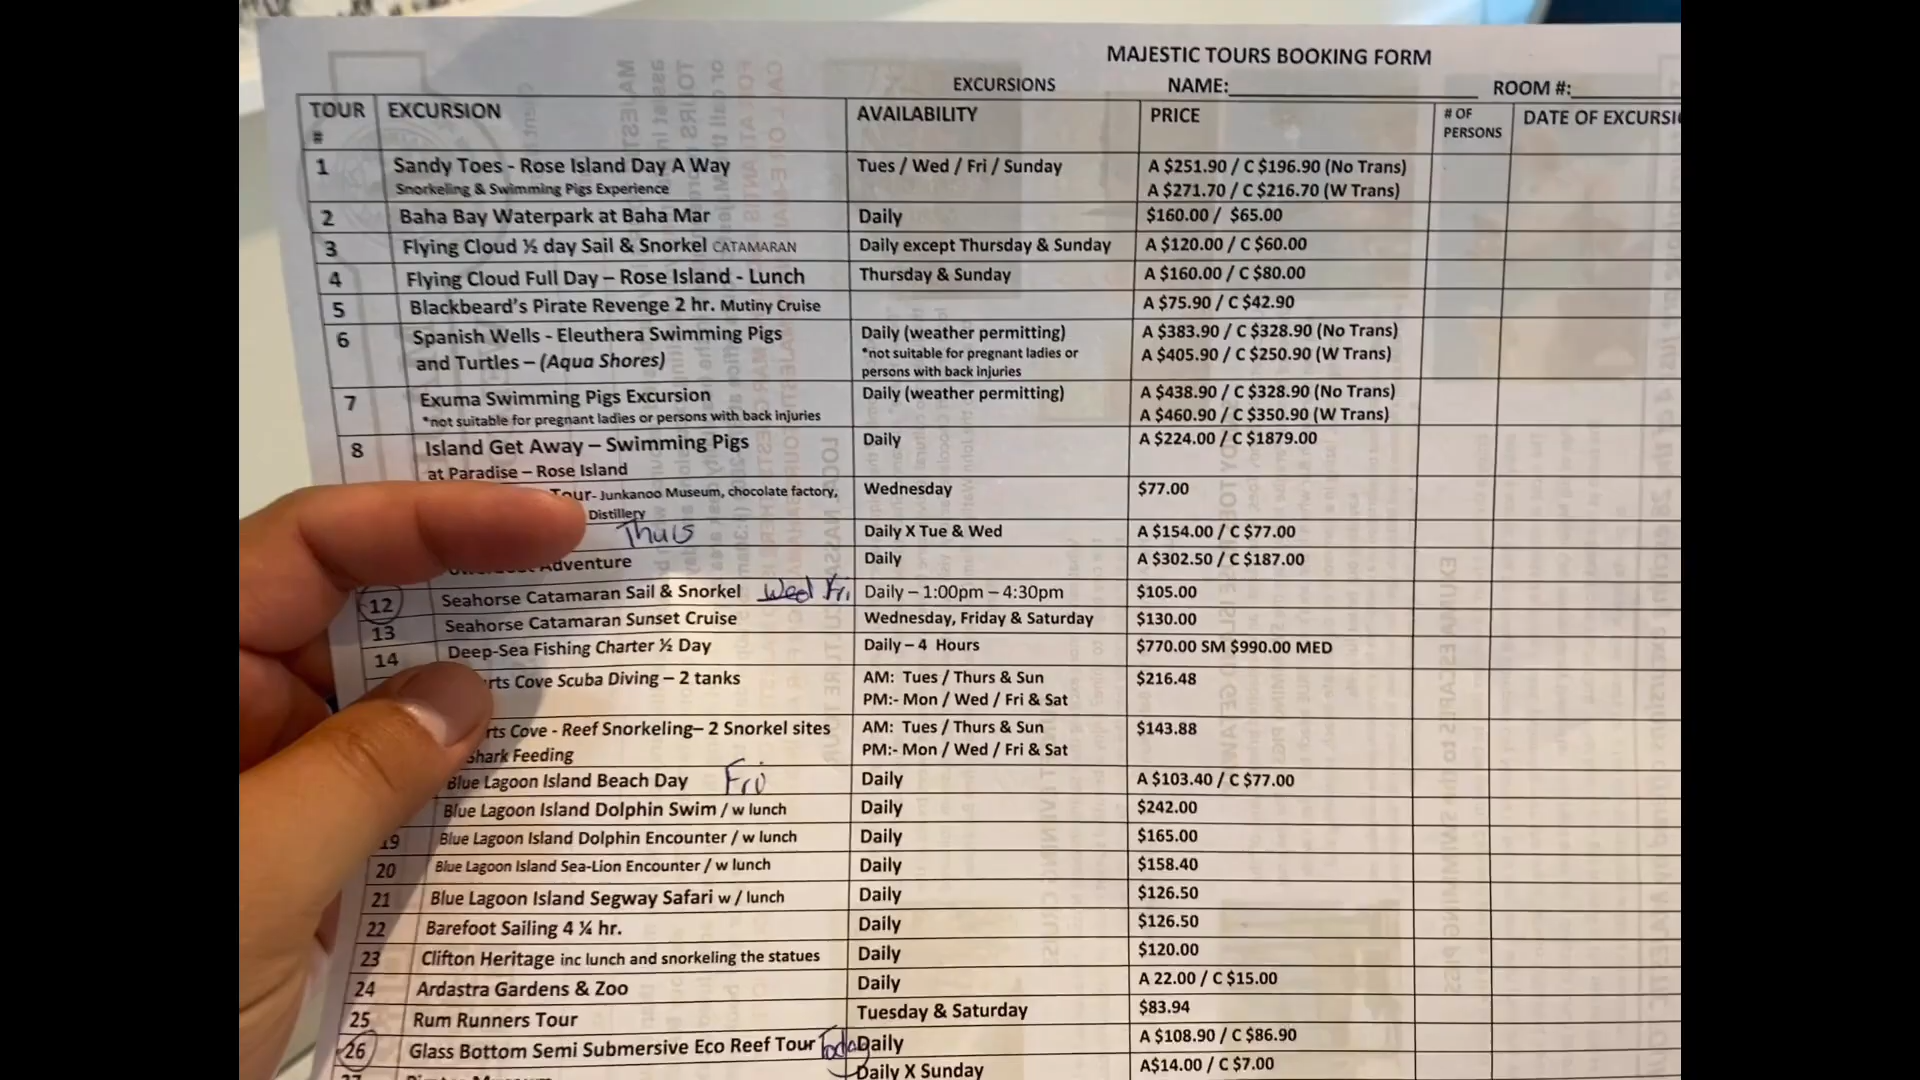 MAJESTIC TOURS BOOKING FORM
EXCURSIONS NAME: ROOM #:
TOUR # EXCURSION AVAILABILITY PRICE # OF PERSONS DATE OF EXCURSI
1 Sandy Toes - Rose Island Day A Way Tues / Wed / Fri / Sunday A $251.90 / C $196.90 (No Trans)
Snorkeling & Swimming Pigs Experience A $271.70 / C $216.70 (W Trans)
2 Baha Bay Waterpark at Baha Mar Daily $160.00 / $65.00
3 Flying Cloud ½ day Sail & Snorkel CATAMARAN Daily except Thursday & Sunday A $120.00 / C $60.00
4 Flying Cloud Full Day – Rose Island - Lunch Thursday & Sunday A $160.00 / C $80.00
5 Blackbeard's Pirate Revenge 2 hr. Mutiny Cruise A $75.90 / C $42.90
6 Spanish Wells - Eleuthera Swimming Pigs Daily (weather permitting) A $383.90 / C $328.90 (No Trans)
and Turtles – (Aqua Shores) *not suitable for pregnant ladies or A $405.90 / C $250.90 (W Trans)
persons with back injuries
7 Exuma Swimming Pigs Excursion Daily (weather permitting) A $438.90 / C $328.90 (No Trans)
*not suitable for pregnant ladies or persons with back injuries A $460.90 / C $350.90 (W Trans)
8 Island Get Away – Swimming Pigs Daily A $224.00 / C $1879.00
at Paradise – Rose Island
Tour- Junkanoo Museum, chocolate factory, Wednesday $77.00
Distillery
Thurs Daily X Tue & Wed A $154.00 / C $77.00
Adventure Daily A $302.50 / C $187.00
12 Seahorse Catamaran Sail & Snorkel Wed Fri Daily – 1:00pm – 4:30pm $105.00
13 Seahorse Catamaran Sunset Cruise Wednesday, Friday & Saturday $130.00
14 Deep-Sea Fishing Charter ½ Day Daily – 4 Hours $770.00 SM $990.00 MED
rts Cove Scuba Diving – 2 tanks AM: Tues / Thurs & Sun $216.48
PM:- Mon / Wed / Fri & Sat
rts Cove - Reef Snorkeling– 2 Snorkel sites AM: Tues / Thurs & Sun $143.88
Shark Feeding PM:- Mon / Wed / Fri & Sat
Blue Lagoon Island Beach Day Fri Daily A $103.40 / C $77.00
Blue Lagoon Island Dolphin Swim / w lunch Daily $242.00
19 Blue Lagoon Island Dolphin Encounter / w lunch Daily $165.00
20 Blue Lagoon Island Sea-Lion Encounter / w lunch Daily $158.40
21 Blue Lagoon Island Segway Safari w / lunch Daily $126.50
22 Barefoot Sailing 4 ¼ hr. Daily $126.50
23 Clifton Heritage inc lunch and snorkeling the statues Daily $120.00
24 Ardastra Gardens & Zoo Daily A 22.00 / C $15.00
25 Rum Runners Tour Tuesday & Saturday $83.94
26 Glass Bottom Semi Submersive Eco Reef Tour Today Daily A $108.90 / C $86.90
Daily X Sunday A$14.00 / C $7.00